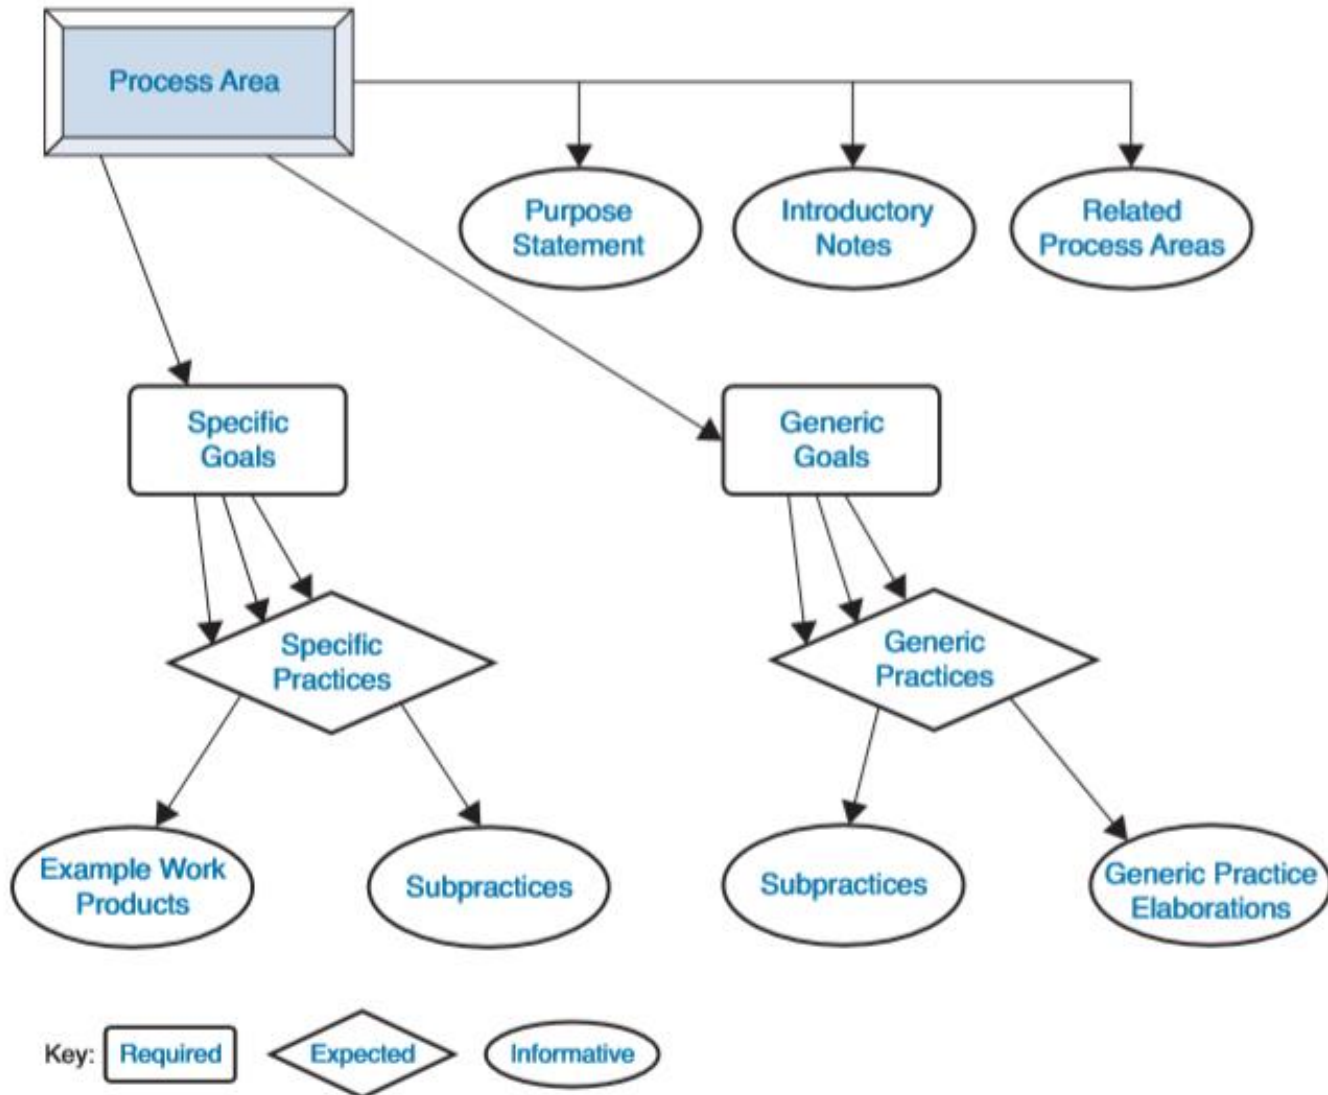 Process Area
Purpose
Statement
Introductory
Notes
Related
Process Areas
Specific
Goals
Generic
Goals
Specific
Practices
Generic
Practices
Example Work
Products
Subpractices
Subpractices
Generic Practice
Elaborations
Key: Required Expected Informative